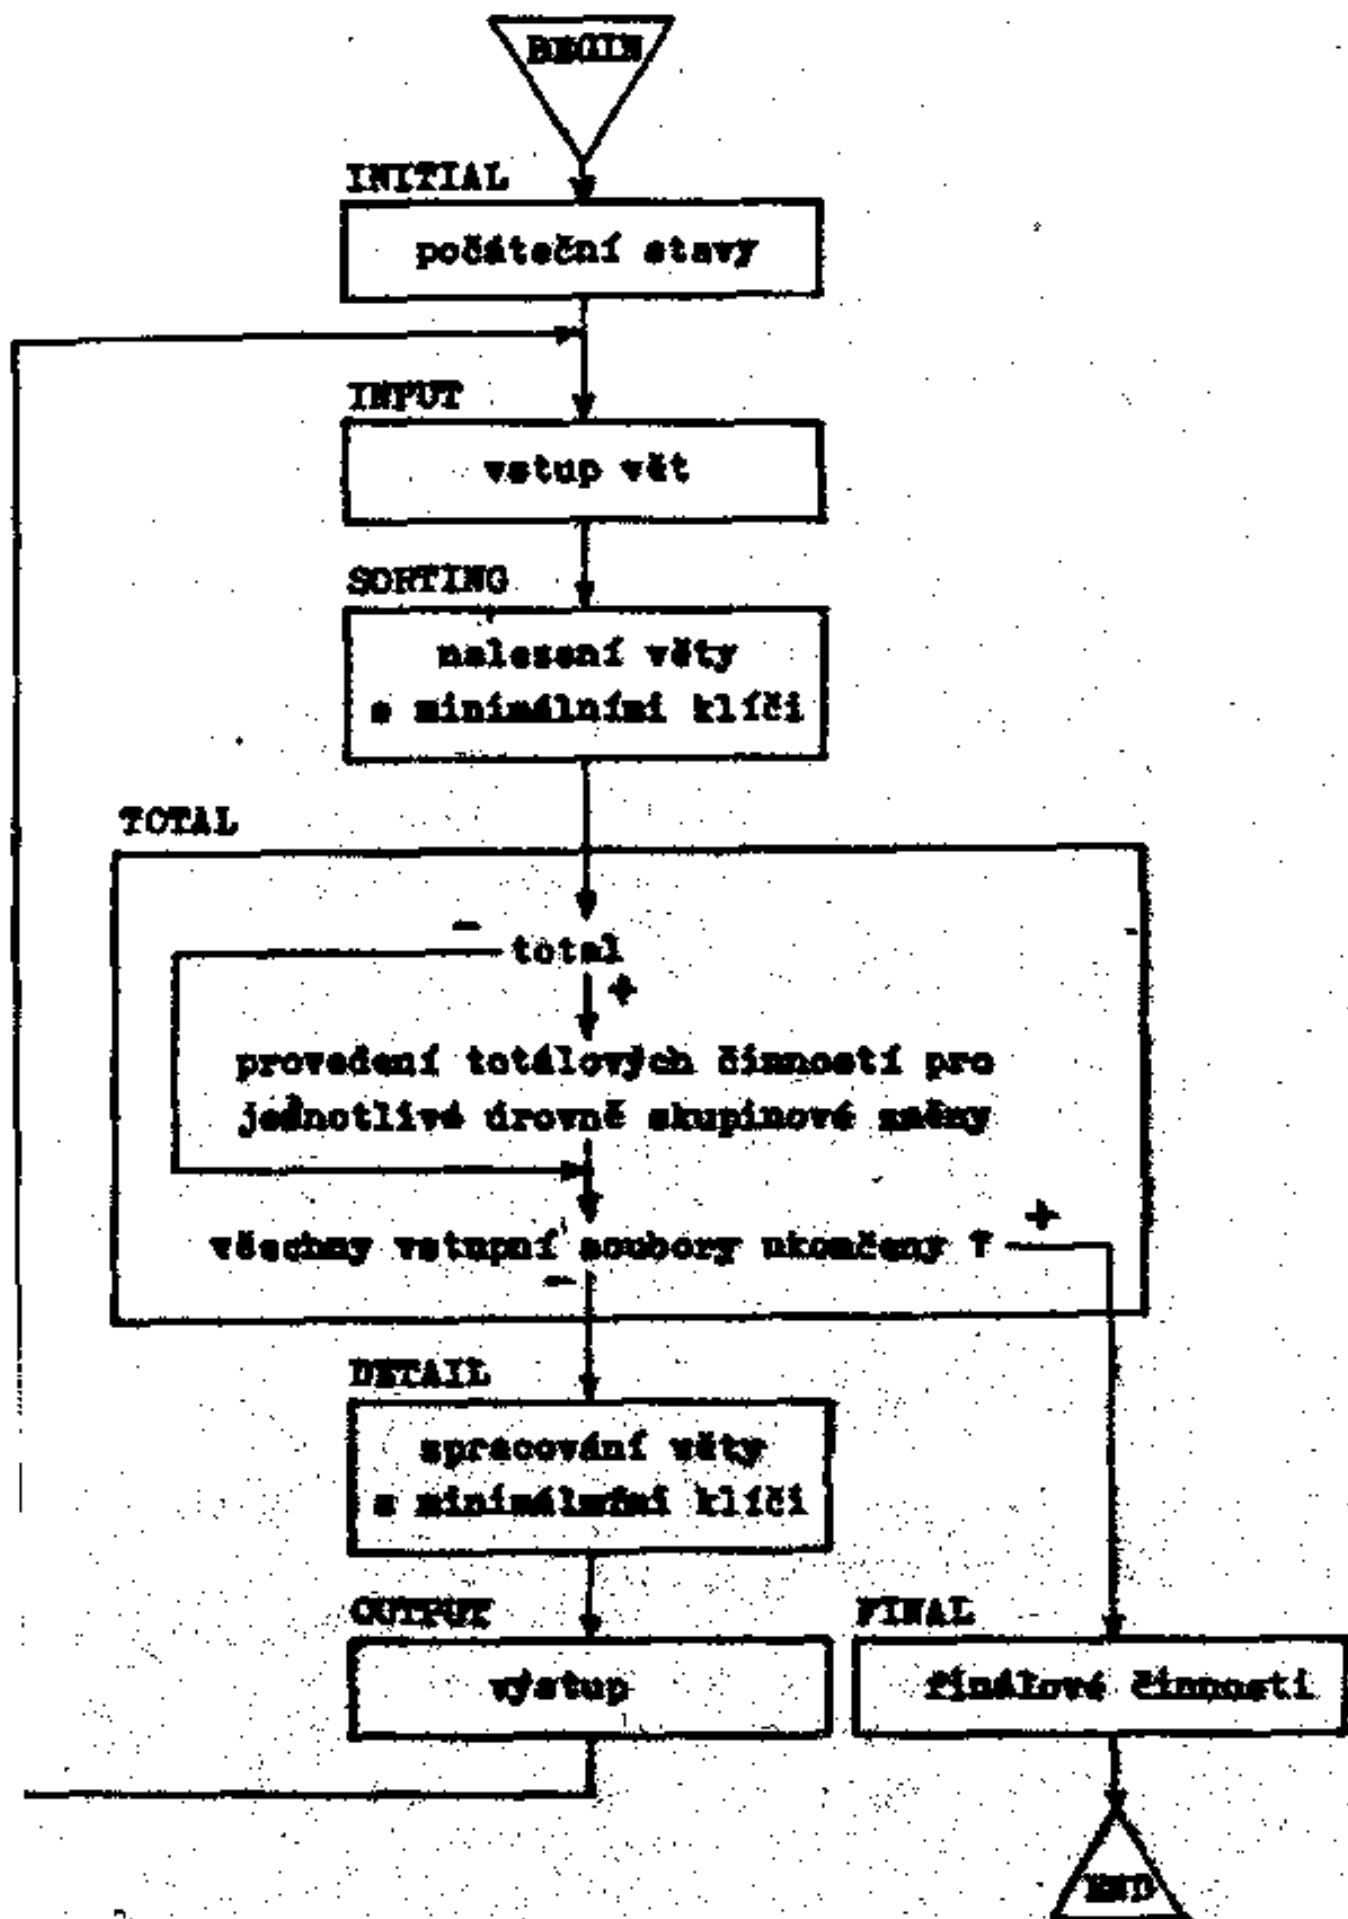 BEGIN
INITIAL
počáteční stavy
INPUT
vstup vět
SORTING
nalezení věty
s minimálními klíči
TOTAL
-
total
+
provedení totálových činností pro
jednotlivé úrovně skupinové změny
všechny vstupní soubory ukončeny ?
+
-
DETAIL
zpracování věty
s minimálními klíči
OUTPUT
výstup
FINAL
finálové činnosti
END